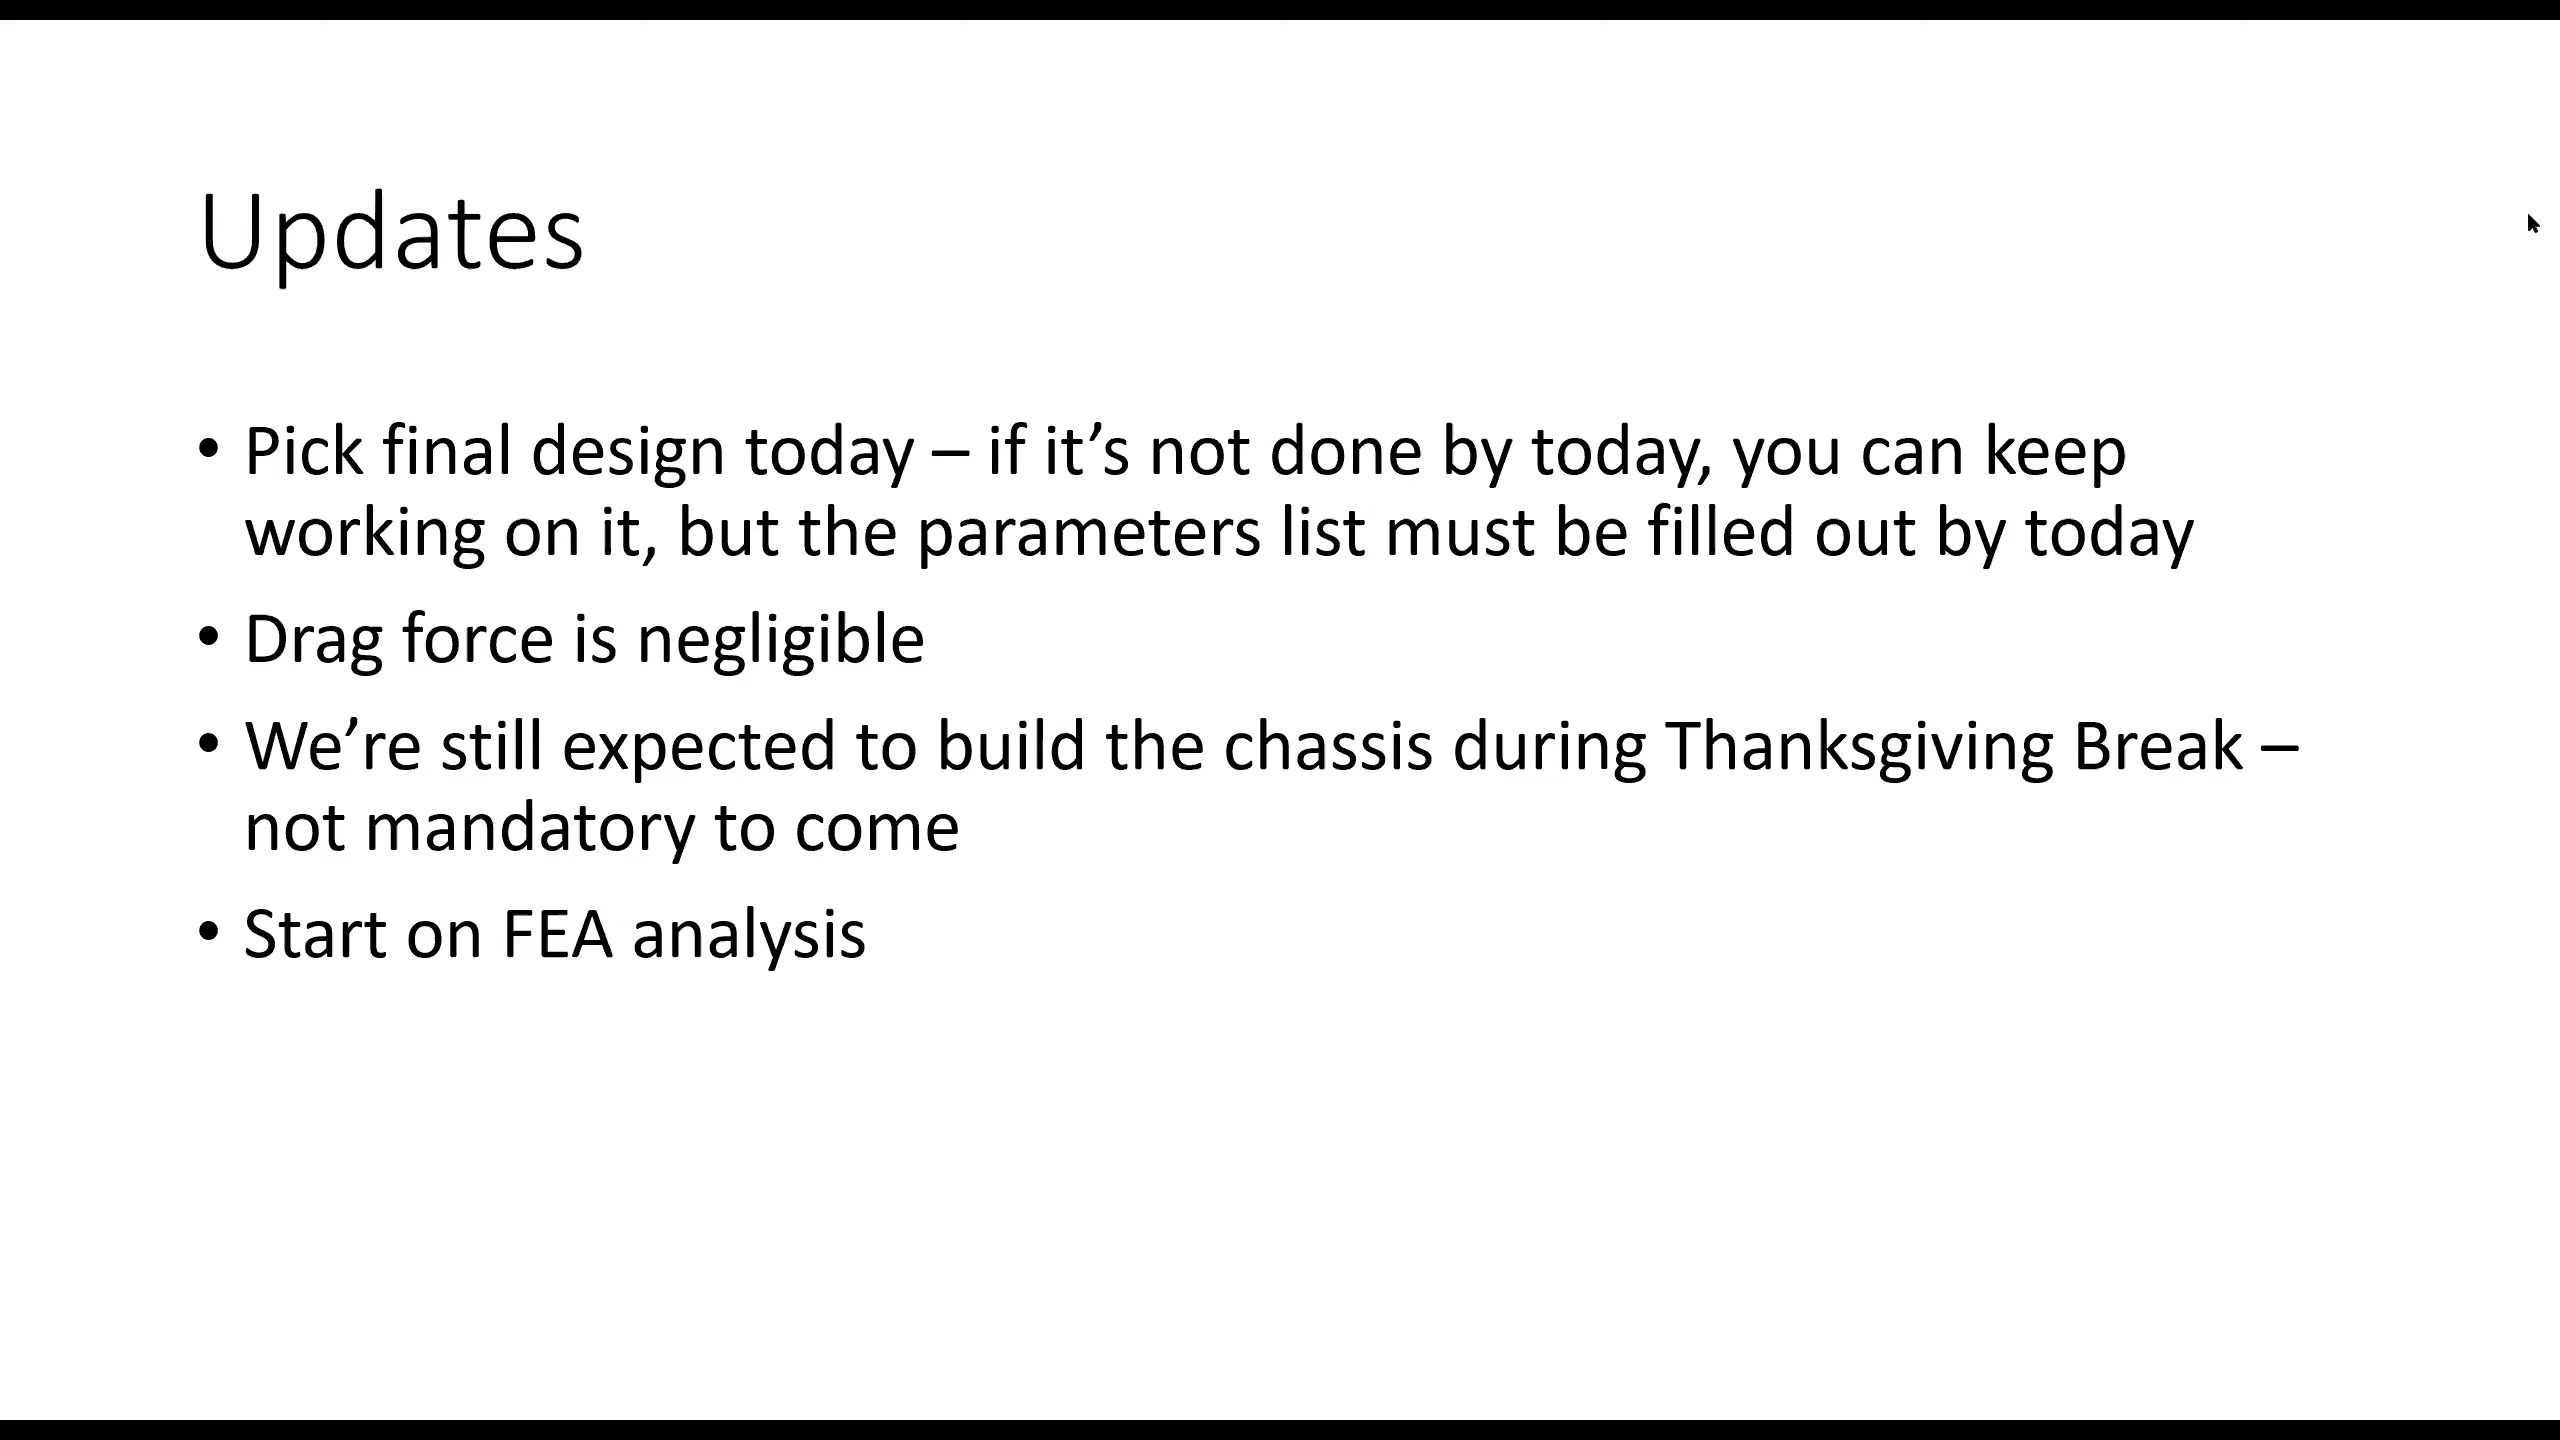 Updates
• Pick final design today – if it’s not done by today, you can keep
working on it, but the parameters list must be filled out by today
• Drag force is negligible
• We’re still expected to build the chassis during Thanksgiving Break –
not mandatory to come
• Start on FEA analysis